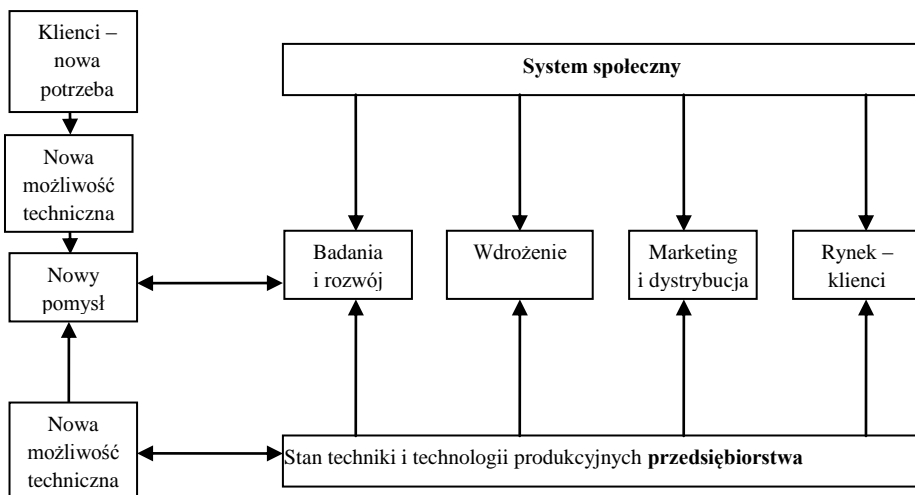 Klienci –
nowa
potrzeba
System społeczny
Nowa
możliwość
techniczna
Nowy
pomysł
Badania
i rozwój
Wdrożenie
Marketing
i dystrybucja
Rynek –
klienci
Nowa
możliwość
techniczna
Stan techniki i technologii produkcyjnych przedsiębiorstwa